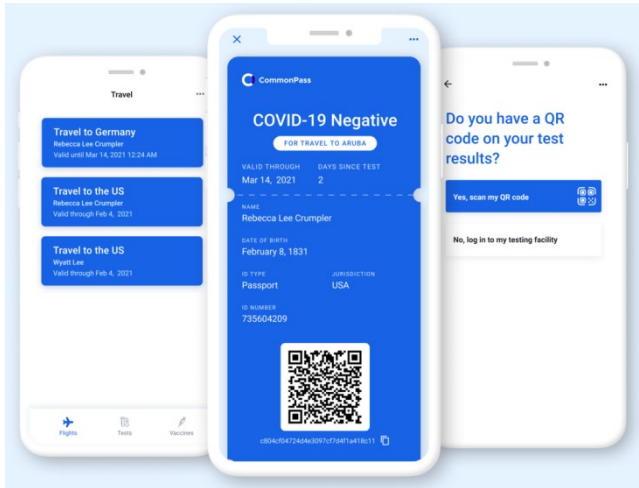 Travel
Travel to Germany
Rebecca Lee Crumpler
Valid until Mar 14, 2021 12:24 AM
Travel to the US
Rebecca Lee Crumpler
Valid through Feb 4, 2021
Travel to the US
Wyatt Lee
Valid through Feb 4, 2021
Flights Tests Vaccines
CommonPass
COVID-19 Negative
FOR TRAVEL TO ARUBA
VALID THROUGH DAYS SINCE TEST
Mar 14, 2021 2
NAME
Rebecca Lee Crumpler
DATE OF BIRTH
February 8, 1831
ID TYPE JURISDICTION
Passport USA
ID NUMBER
735604209
c804cf04724d4e3097cf7d4f1a418c11
Do you have a QR
code on your test
results?
Yes, scan my QR code
No, log in to my testing facility